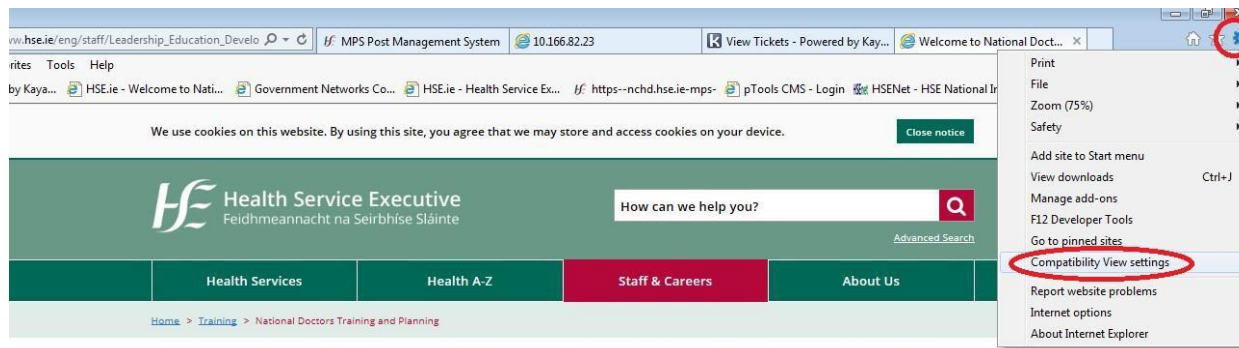 ww.hse.ie/eng/staff/Leadership_Education_Develo
MPS Post Management System
10.166.82.23
View Tickets - Powered by Kay...
Welcome to National Doct...
rites Tools Help
by Kaya... HSE.ie - Welcome to Nati... Government Networks Co... HSE.ie - Health Service Ex... https--nchd.hse.ie-mps- pTools CMS - Login HSENet - HSE National In
We use cookies on this website. By using this site, you agree that we may store and access cookies on your device.
Close notice
Health Service Executive
Feidhmeannacht na Seirbhíse Sláinte
How can we help you?
Advanced Search
Health Services Health A-Z Staff & Careers About Us
Home > Training > National Doctors Training and Planning
Print
File
Zoom (75%)
Safety
Add site to Start menu
View downloads Ctrl+J
Manage add-ons
F12 Developer Tools
Go to pinned sites
Compatibility View settings
Report website problems
Internet options
About Internet Explorer